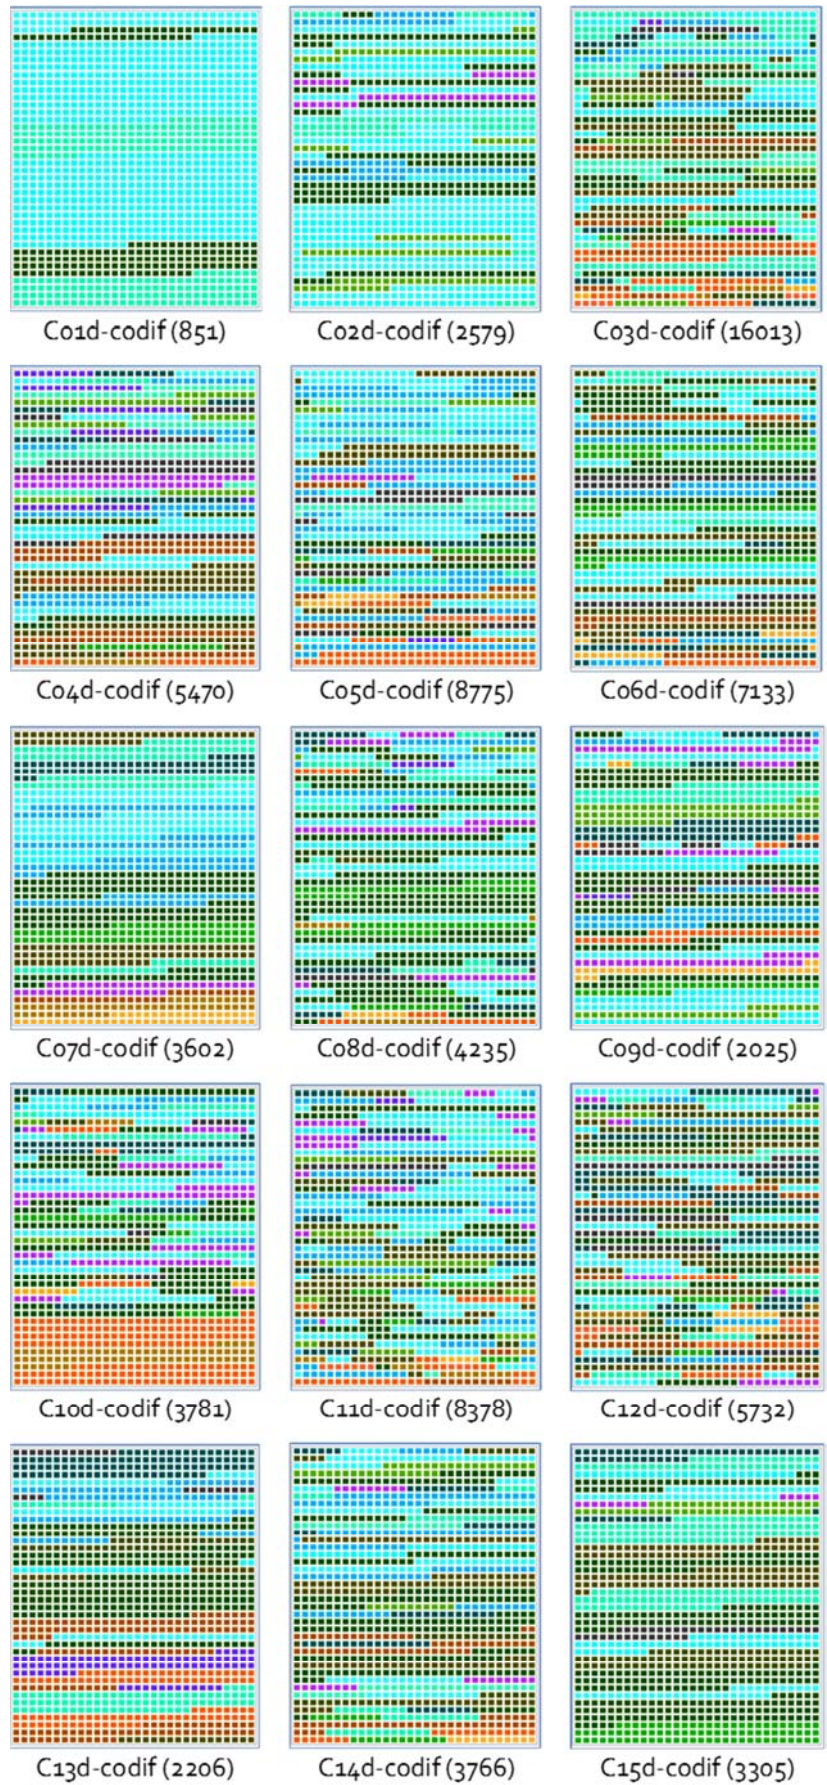 C01d-codif (851)
C02d-codif (2579)
C03d-codif (16013)
C04d-codif (5470)
C05d-codif (8775)
C06d-codif (7133)
C07d-codif (3602)
C08d-codif (4235)
C09d-codif (2025)
C10d-codif (3781)
C11d-codif (8378)
C12d-codif (5732)
C13d-codif (2206)
C14d-codif (3766)
C15d-codif (3305)